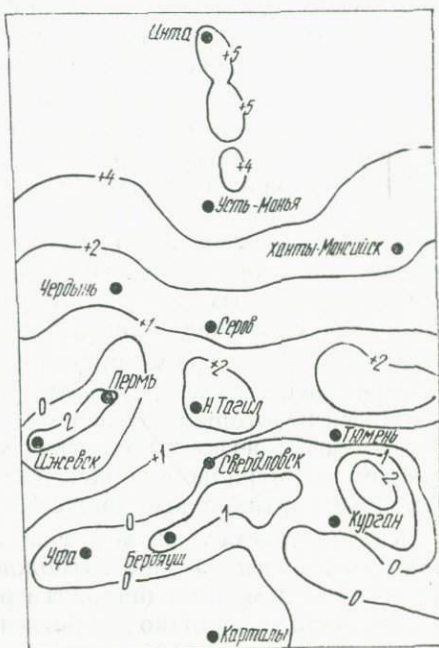 Инта
+5
+5
+4
+4
Усть-Манья
+2
Ханты-Мансийск
Чердынь
+1
Серов
0
+2
+2
Пермь
-2
Н.Тагил
Ижевск
Тюмень
+1
Свердловск
-1
-2
0
-1
Курган
Уфа
Бердяуш
0
0
0
Карталы